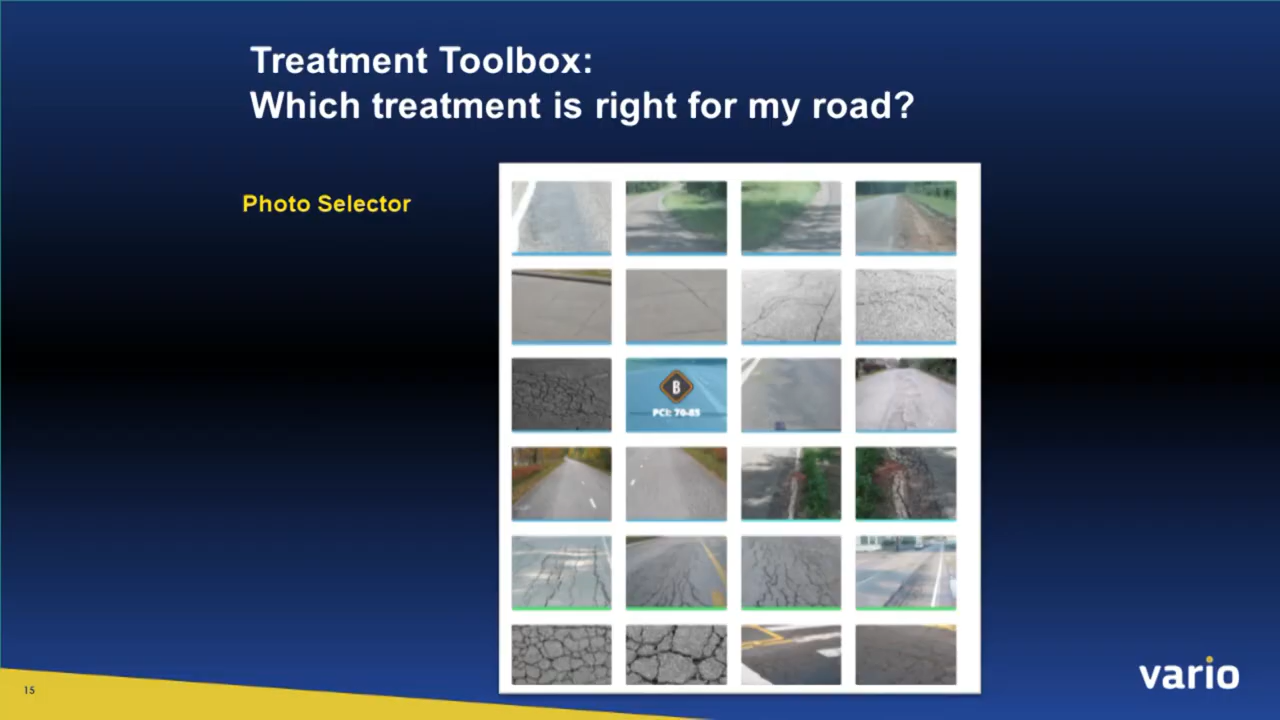 Treatment Toolbox:
Which treatment is right for my road?
Photo Selector
B
PCI: 70-85
15
vario